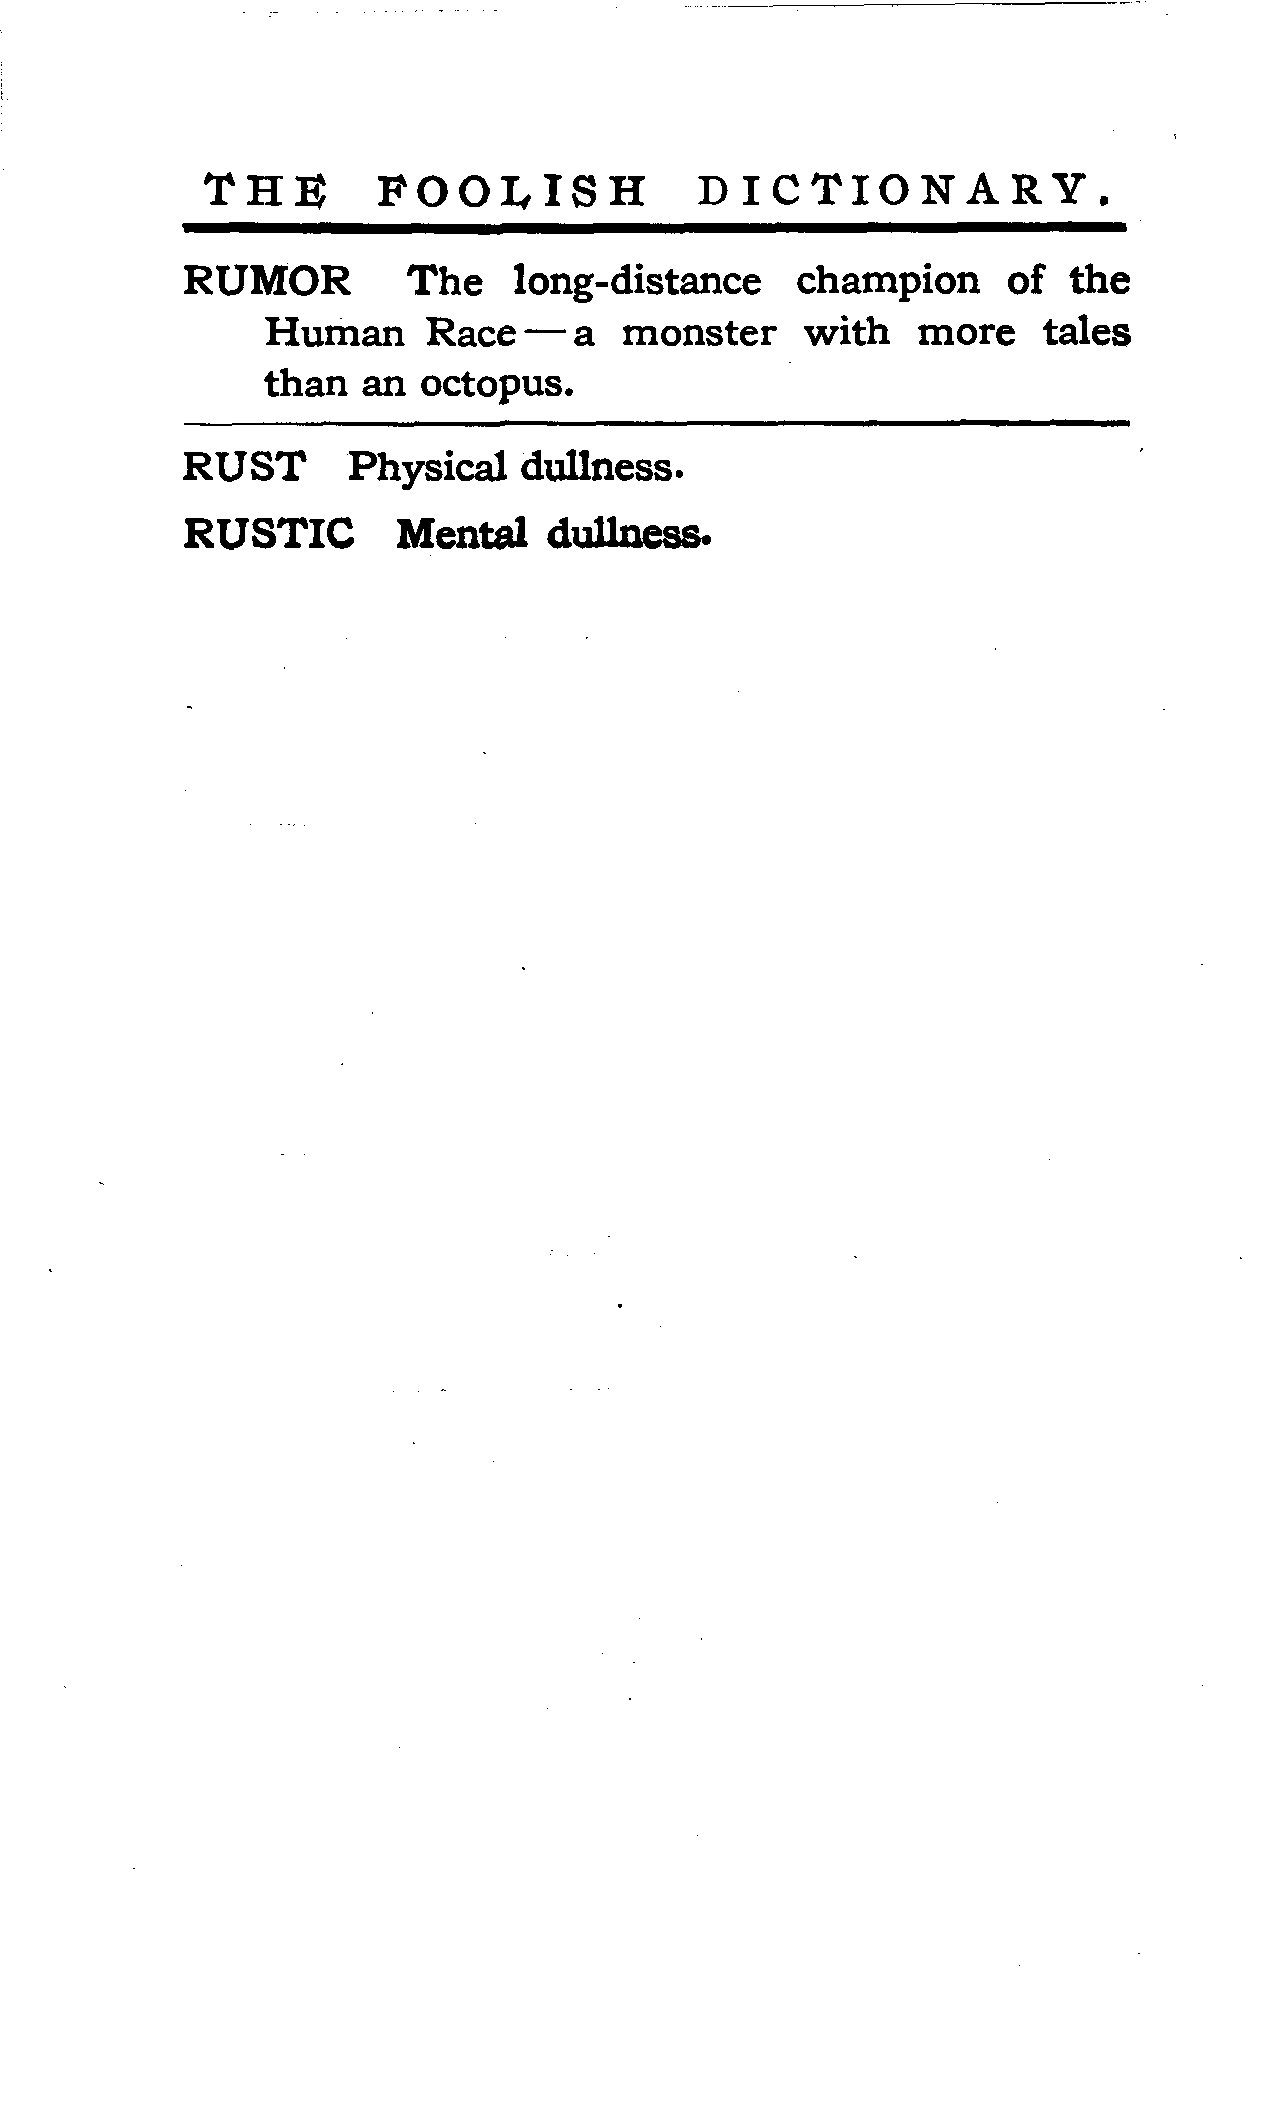 THE FOOLISH DICTIONARY.
RUMOR The long-distance champion of the
Human Race — a monster with more tales
than an octopus.
RUST Physical dullness.
RUSTIC Mental dullness.